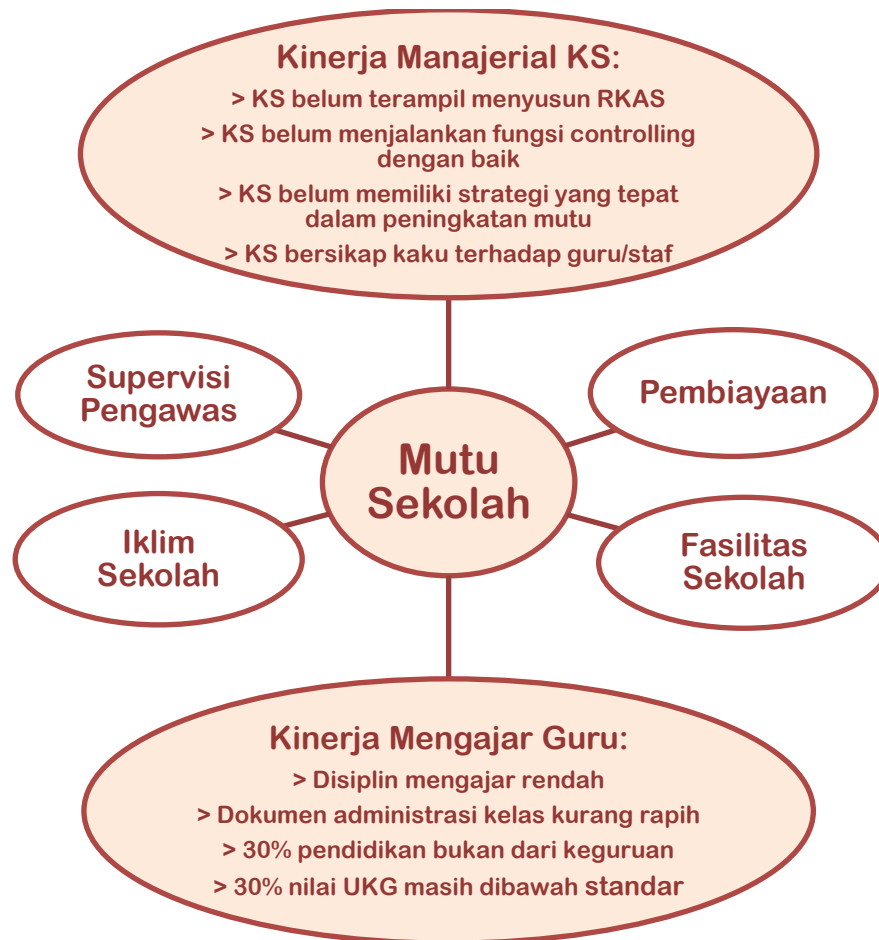 Kinerja Manajerial KS:
> KS belum terampil menyusun RKAS
> KS belum menjalankan fungsi controlling
dengan baik
> KS belum memiliki strategi yang tepat
dalam peningkatan mutu
> KS bersikap kaku terhadap guru/staf
Supervisi
Pengawas
Pembiayaan
Mutu
Sekolah
Iklim
Sekolah
Fasilitas
Sekolah
Kinerja Mengajar Guru:
> Disiplin mengajar rendah
> Dokumen administrasi kelas kurang rapih
> 30% pendidikan bukan dari keguruan
> 30% nilai UKG masih dibawah standar